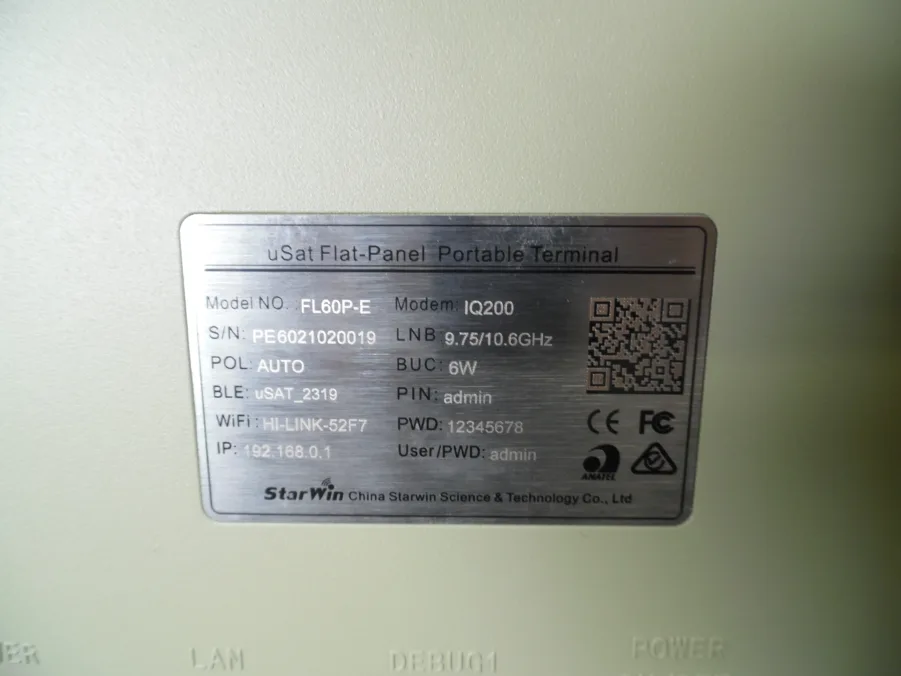 uSat Flat-Panel Portable Terminal
Model NO. FL60P-E Modem: IQ200
S/N: PE6021020019 LNB: 9.75/10.6GHz
POL: AUTO BUC: 6W
BLE: uSAT_2319 PIN: admin
WiFi: HI-LINK-52F7 PWD: 12345678
IP: 192.168.0.1 User/PWD: admin
CE FC
ANATEL
StarWin China Starwin Science & Technology Co., Ltd
LAN DEBUG1 POWER